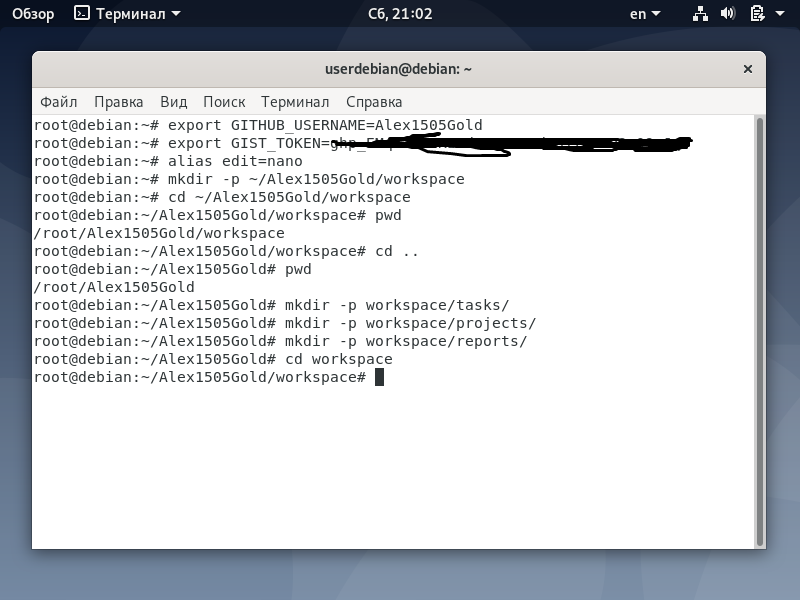 Обзор Терминал Сб, 21:02 en
userdebian@debian: ~ ×
Файл Правка Вид Поиск Терминал Справка
root@debian:~# export GITHUB_USERNAME=Alex1505Gold
root@debian:~# export GIST_TOKEN=
root@debian:~# alias edit=nano
root@debian:~# mkdir -p ~/Alex1505Gold/workspace
root@debian:~# cd ~/Alex1505Gold/workspace
root@debian:~/Alex1505Gold/workspace# pwd
/root/Alex1505Gold/workspace
root@debian:~/Alex1505Gold/workspace# cd ..
root@debian:~/Alex1505Gold# pwd
/root/Alex1505Gold
root@debian:~/Alex1505Gold# mkdir -p workspace/tasks/
root@debian:~/Alex1505Gold# mkdir -p workspace/projects/
root@debian:~/Alex1505Gold# mkdir -p workspace/reports/
root@debian:~/Alex1505Gold# cd workspace
root@debian:~/Alex1505Gold/workspace#